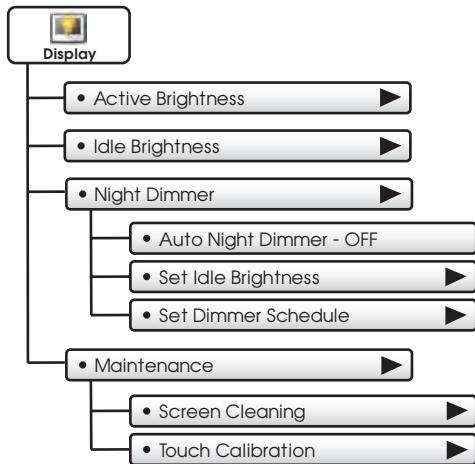 Display
• Active Brightness
• Idle Brightness
• Night Dimmer
• Auto Night Dimmer - OFF
• Set Idle Brightness
• Set Dimmer Schedule
• Maintenance
• Screen Cleaning
• Touch Calibration